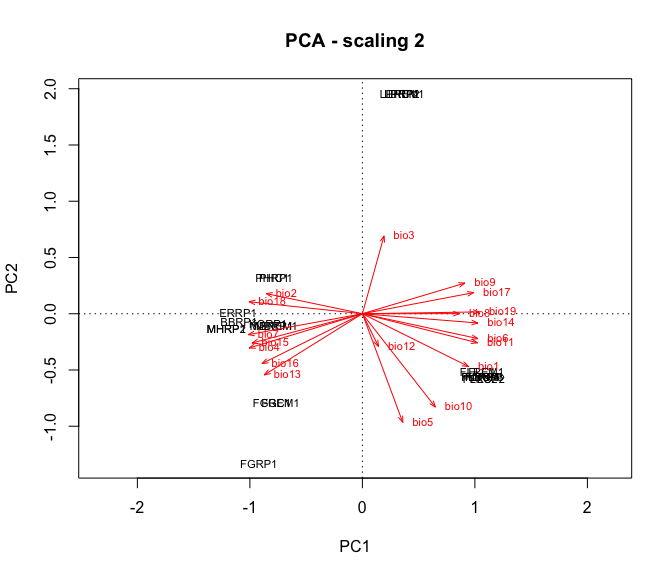 PCA - scaling 2
2.0
1.5
1.0
0.5
0.0
-0.5
-1.0
PC2
bio3
bio9
bio17
bio2
bio18
ERRP1
bio19
bio8
bio14
MHRP2
bio7
bio15
bio4
bio12
bio6
bio11
bio16
bio13
bio1
bio10
bio5
FGRP1
-2
-1
0
1
2
PC1